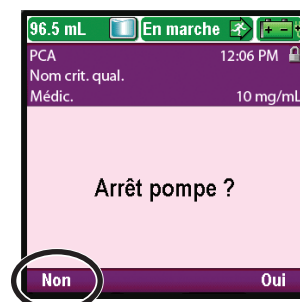 96.5 mL En marche
PCA 12:06 PM
Nom crit. qual.
Médic. 10 mg/mL
Arrêt pompe ?
Non Oui